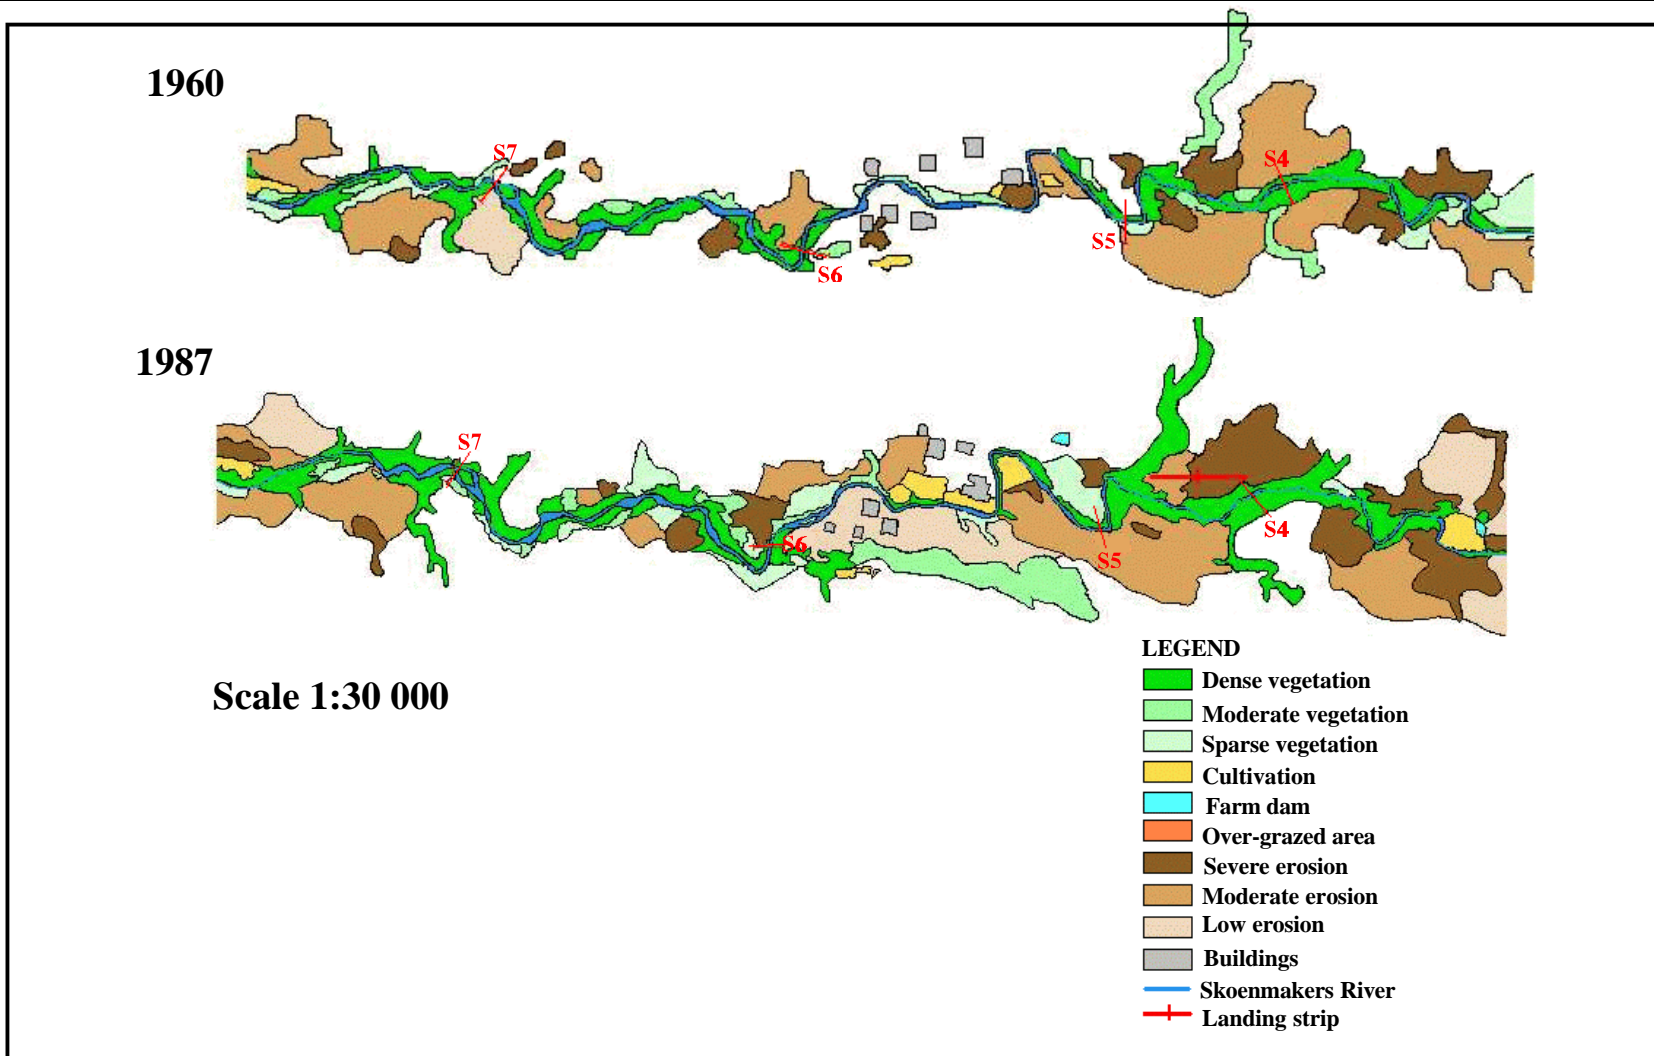 1960
S7
S4
S5
S6
1987
S7
S4
S6
S5
Scale 1:30 000
LEGEND
Dense vegetation
Moderate vegetation
Sparse vegetation
Cultivation
Farm dam
Over-grazed area
Severe erosion
Moderate erosion
Low erosion
Buildings
Skoenmakers River
Landing strip